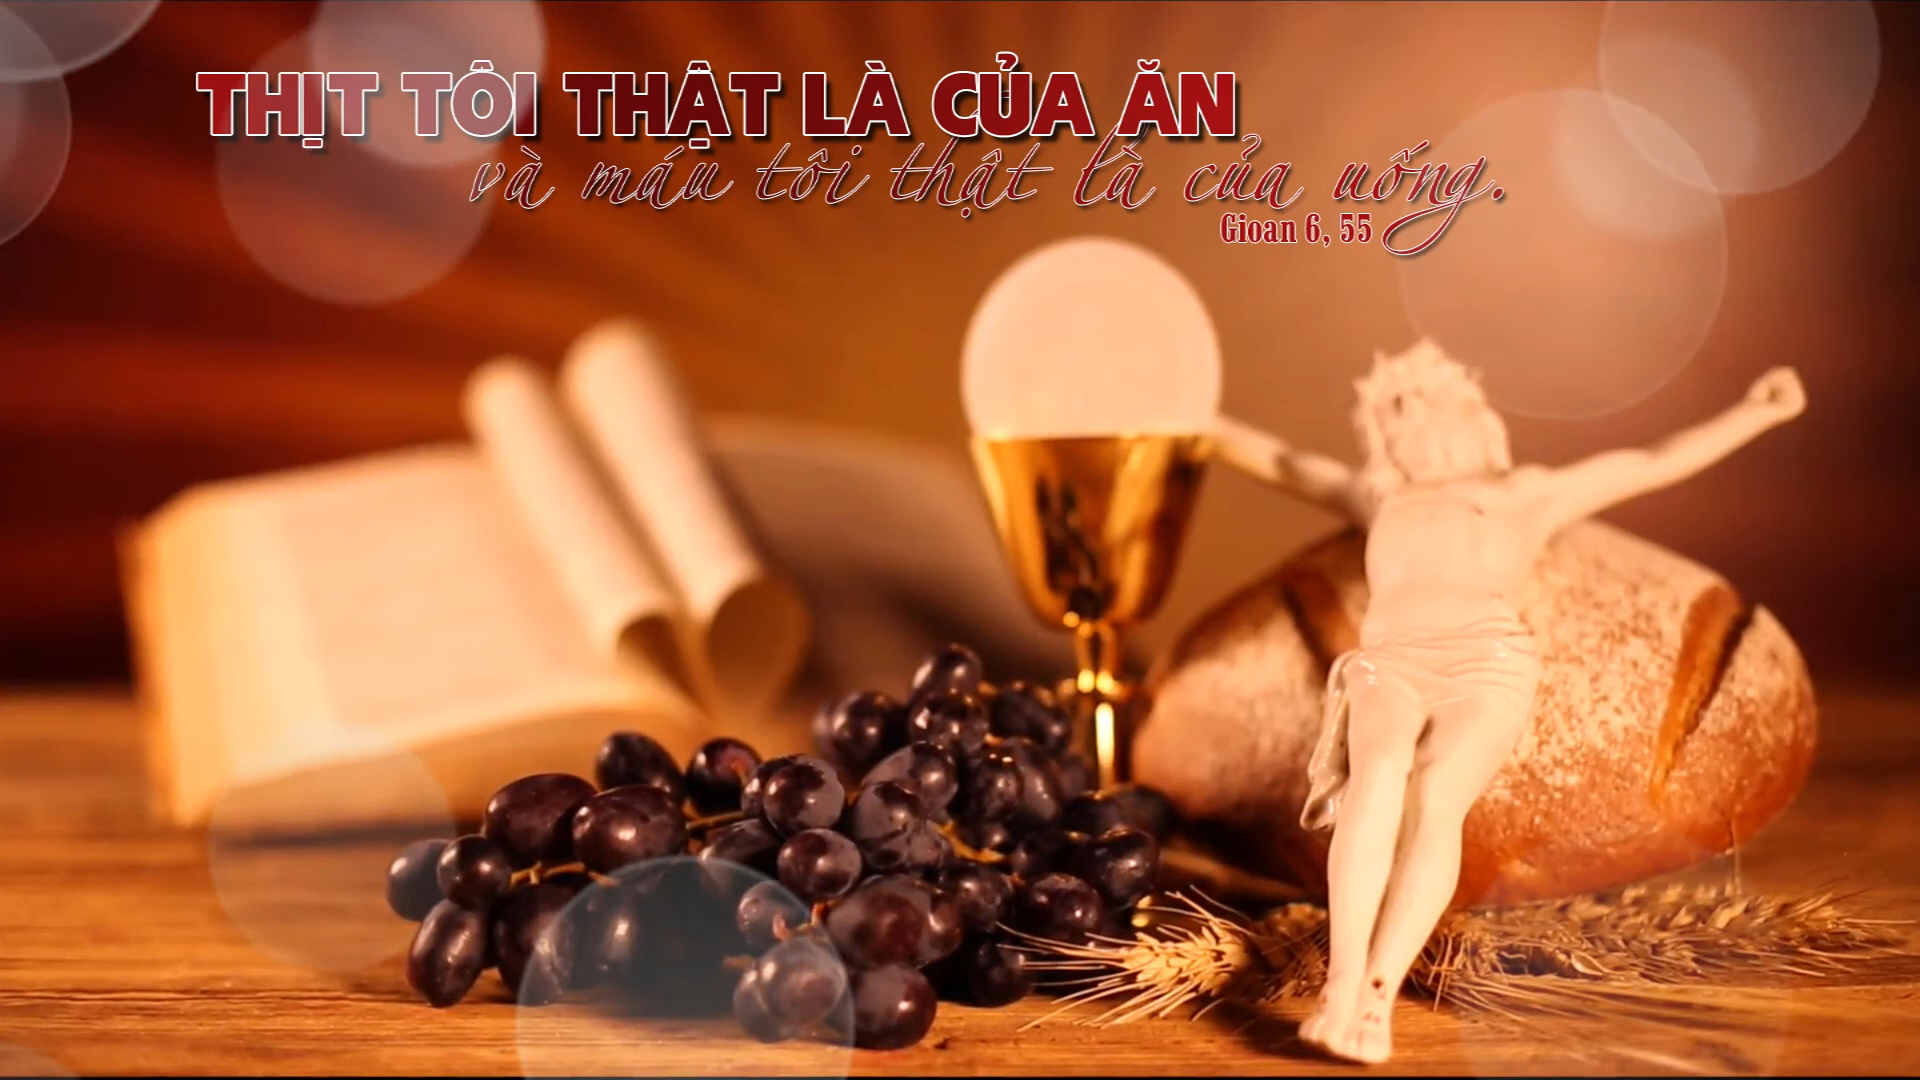 THỊT TÔI THẬT LÀ CỦA ĂN
và máu tôi thật là của uống.
Gioan 6, 55